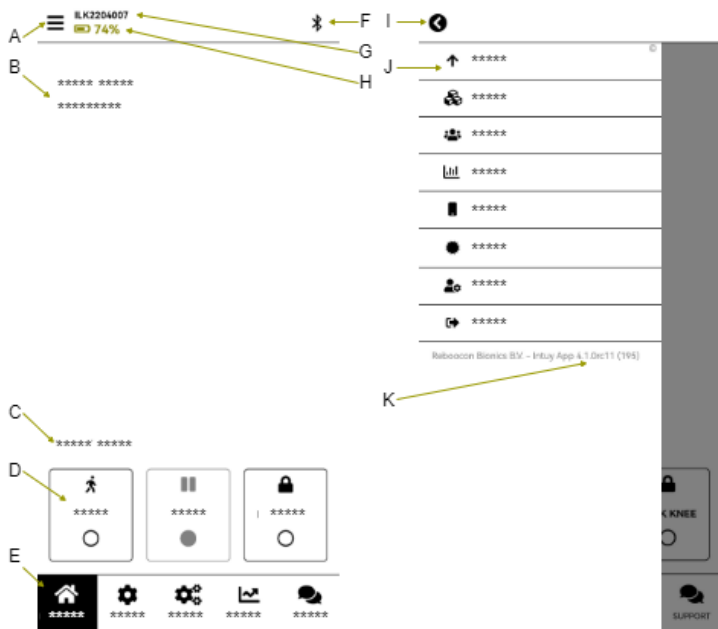 A
ILK2204007
74%
F
I
G
H
B
***** *****
*********
J
*****
*****
*****
*****
*****
*****
*****
*****
Reboocon Bionics B.V. - Intuy App 4.1.0rc11 (195)
K
C
***** *****
D
***** ***** *****
K KNEE
E
***** ***** ***** ***** *****
SUPPORT